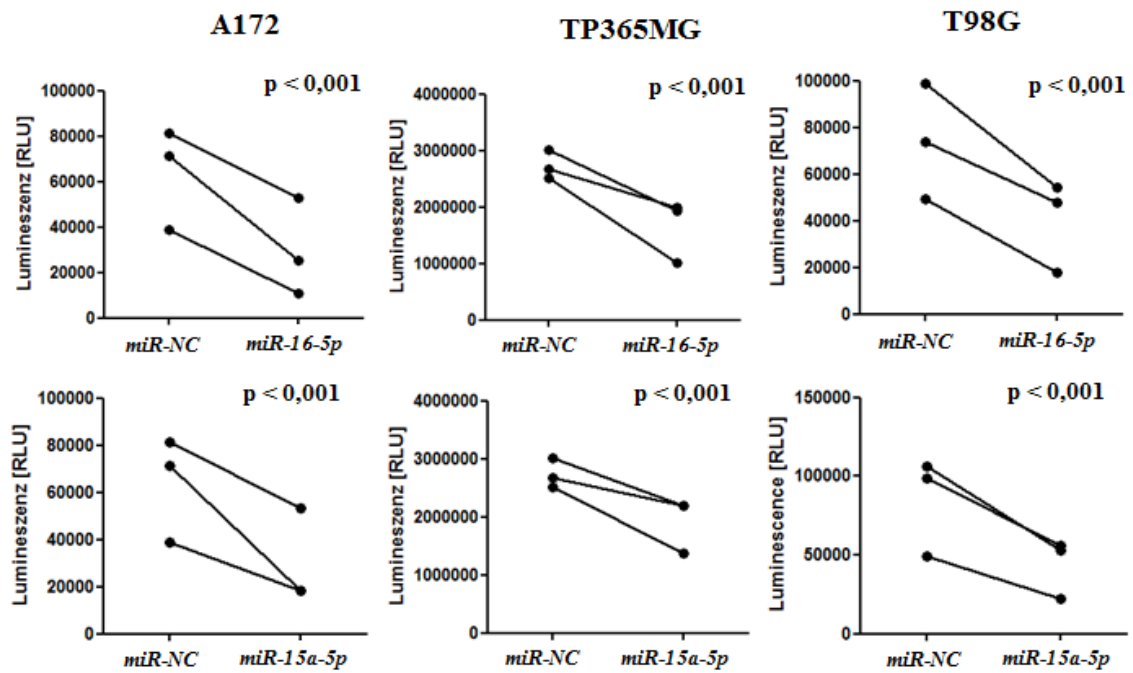 A172
TP365MG
T98G
p < 0,001
Lumineszenz [RLU]
100000
80000
60000
40000
20000
0
miR-NC miR-16-5p
p < 0,001
Lumineszenz [RLU]
4000000
3000000
2000000
1000000
0
miR-NC miR-16-5p
p < 0,001
Lumineszenz [RLU]
100000
80000
60000
40000
20000
0
miR-NC miR-16-5p
p < 0,001
Lumineszenz [RLU]
100000
80000
60000
40000
20000
0
miR-NC miR-15a-5p
p < 0,001
Lumineszenz [RLU]
4000000
3000000
2000000
1000000
0
miR-NC miR-15a-5p
p < 0,001
Luminescence [RLU]
150000
100000
50000
0
miR-NC miR-15a-5p